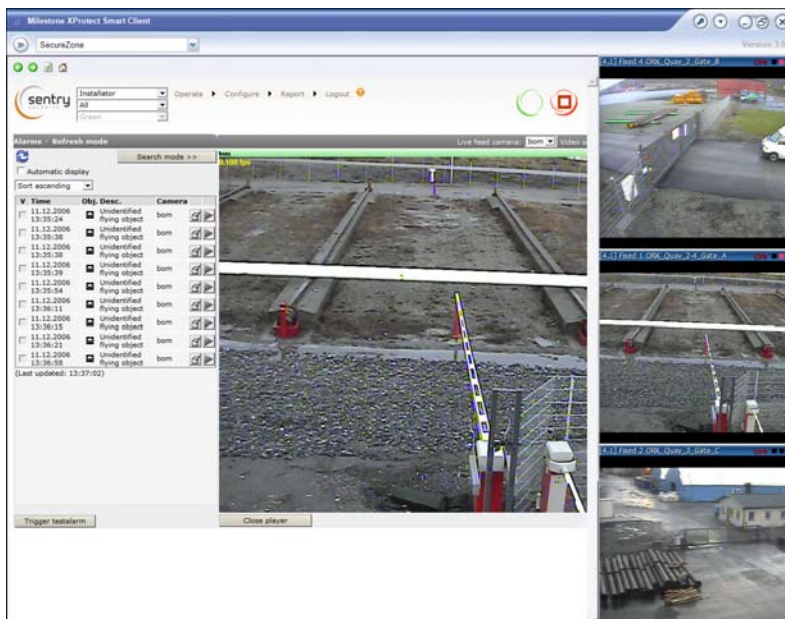 Milestone XProtect Smart Client
SecureZone
Version 3.0
sentry
Installator
All
Green
Operate
Configure
Report
Logout
Alarms - Refresh mode
Live feed camera: bom
Video
Search mode >>
Automatic display
Sort ascending
V Time Obj. Desc. Camera
11.12.2006 13:35:24 Unidentified flying object bom
11.12.2006 13:35:38 Unidentified flying object bom
11.12.2006 13:35:38 Unidentified flying object bom
11.12.2006 13:35:39 Unidentified flying object bom
11.12.2006 13:35:54 Unidentified flying object bom
11.12.2006 13:36:11 Unidentified flying object bom
11.12.2006 13:36:15 Unidentified flying object bom
11.12.2006 13:36:21 Unidentified flying object bom
11.12.2006 13:36:58 Unidentified flying object bom
(Last updated: 13:37:02)
Trigger testalarm
bom
0.100 fps
Close player
[4.1] Fixed 4 ORK_Quay_2_Gate_B
[4.1] Fixed 1 ORK_Quay_2-4_Gate_A
[4.1] Fixed 2 ORK_Quay_3_Gate_C